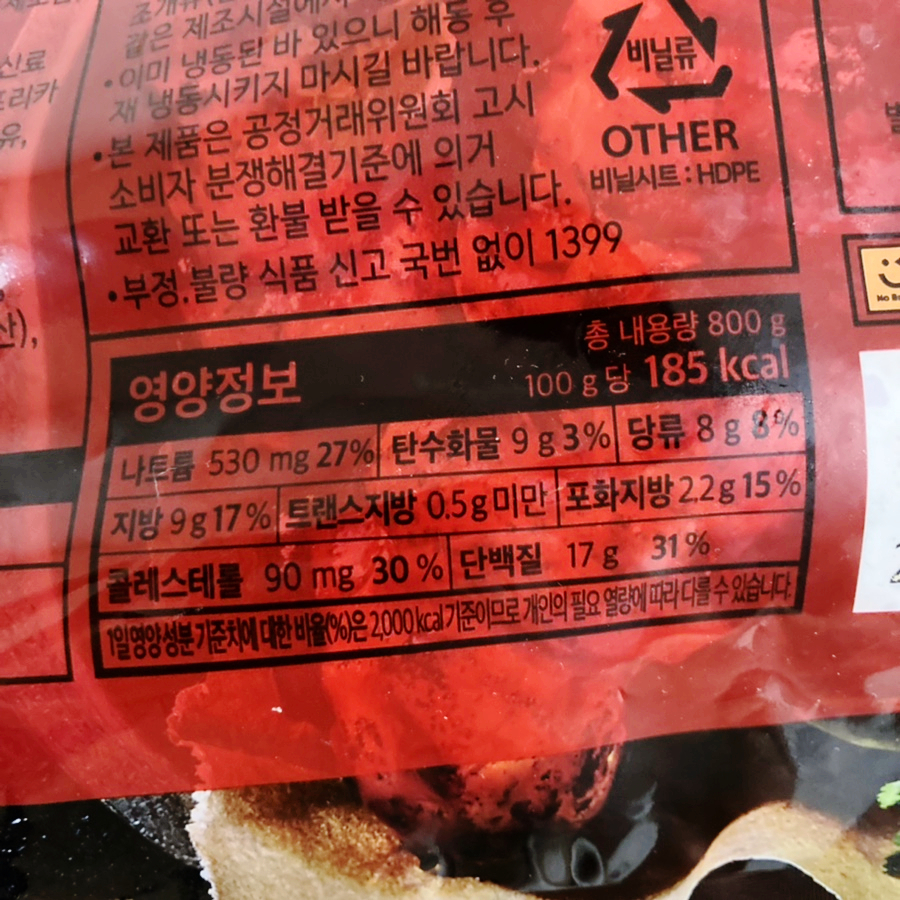 같은 제조시설에서
•이미 냉동된 바 있으니 해동 후
재 냉동시키지 마시길 바랍니다.
•본 제품은 공정거래위원회 고시
소비자 분쟁해결기준에 의거
교환 또는 환불 받을 수 있습니다.
•부정.불량 식품 신고 국번 없이 1399
비닐류
OTHER
비닐시트 : HDPE
신료
프리카
유,
산),
영양정보
총 내용량 800 g
100 g 당 185 kcal
나트륨 530 mg 27% 탄수화물 9 g 3% 당류 8 g 8%
지방 9 g 17% 트랜스지방 0.5 g 미만 포화지방 2.2 g 15%
콜레스테롤 90 mg 30 % 단백질 17 g 31 %
1일 영양성분 기준치에 대한 비율(%)은 2,000 kcal 기준이므로 개인의 필요 열량에 따라 다를 수 있습니다.